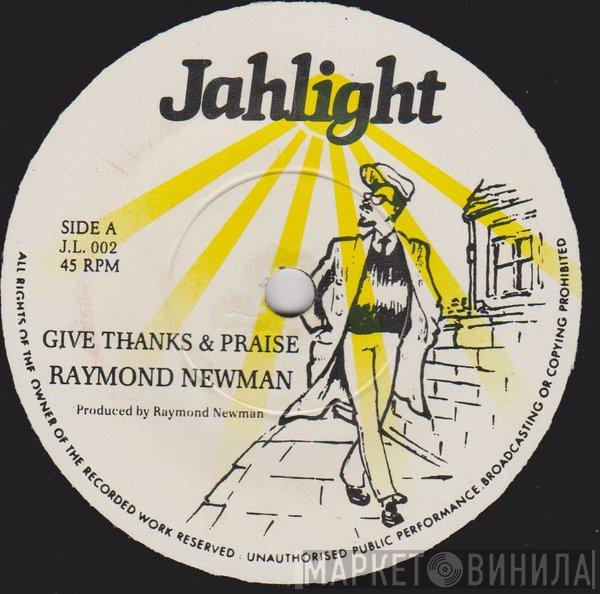 Jahlight
SIDE A
J.L. 002
45 RPM
GIVE THANKS & PRAISE
RAYMOND NEWMAN
Produced by Raymond Newman
ALL RIGHTS OF THE OWNER OF THE RECORDED WORK RESERVED . UNAUTHORISED PUBLIC PERFORMANCE. BROADCASTING OR COPYING PROHIBITED
МАРКЕТ ВИНИЛА